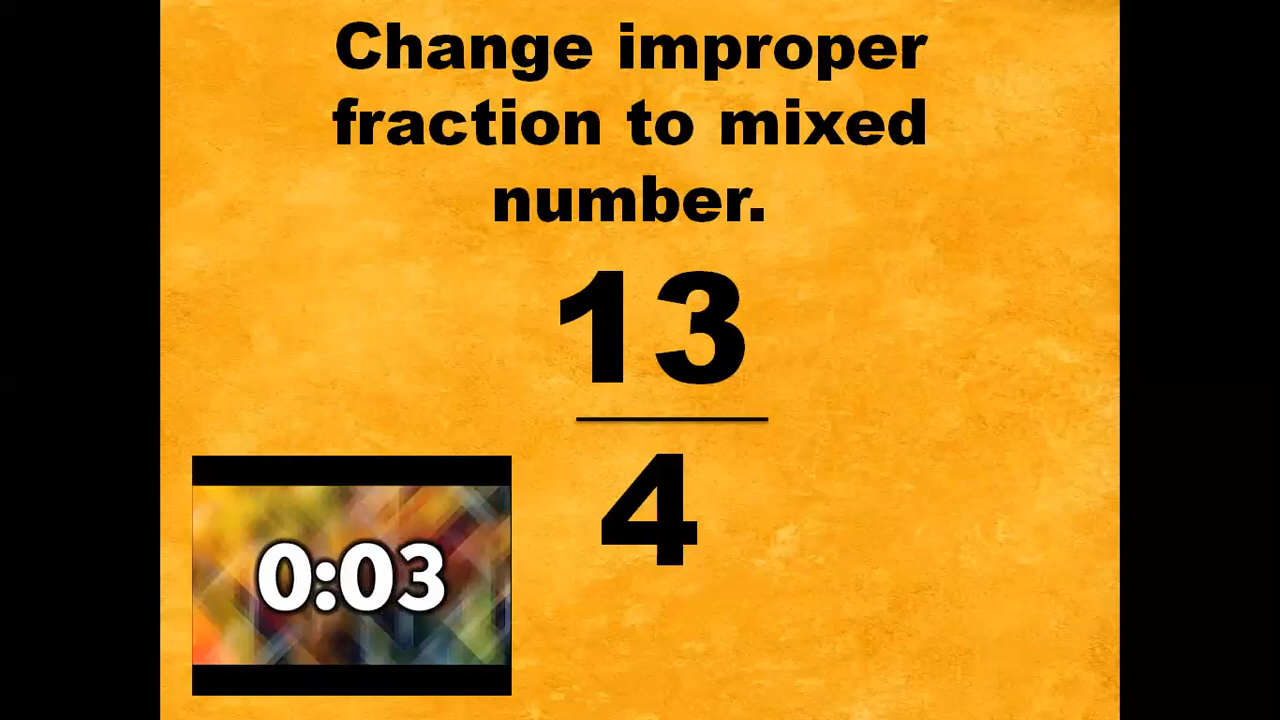 Change improper
fraction to mixed
number.
13
4
0:03